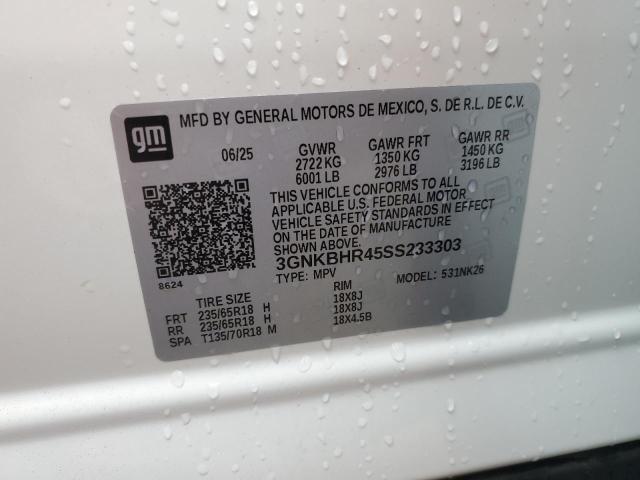 gm
MFD BY GENERAL MOTORS DE MEXICO, S. DE R.L. DE C.V.
06/25 GVWR GAWR FRT GAWR RR
2722 KG 1350 KG 1450 KG
6001 LB 2976 LB 3196 LB
THIS VEHICLE CONFORMS TO ALL
APPLICABLE U.S. FEDERAL MOTOR
VEHICLE SAFETY STANDARDS IN EFFECT
ON THE DATE OF MANUFACTURE
SHOWN ABOVE.
3GNKBHR45SS233303
8624
TYPE: MPV MODEL: 531NK26
TIRE SIZE RIM
FRT 235/65R18 H 18X8J
RR 235/65R18 H 18X8J
SPA T135/70R18 M 18X4.5B